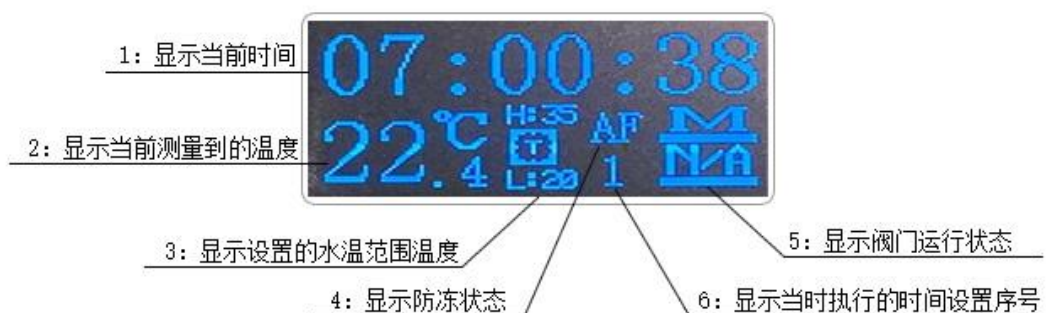 1: 显示当前时间
07:00:38
2: 显示当前测量到的温度
22.4℃
H:35
T
L:20
AF
1
M
N/A
3: 显示设置的水温范围温度
4: 显示防冻状态
5: 显示阀门运行状态
6: 显示当时执行的时间设置序号